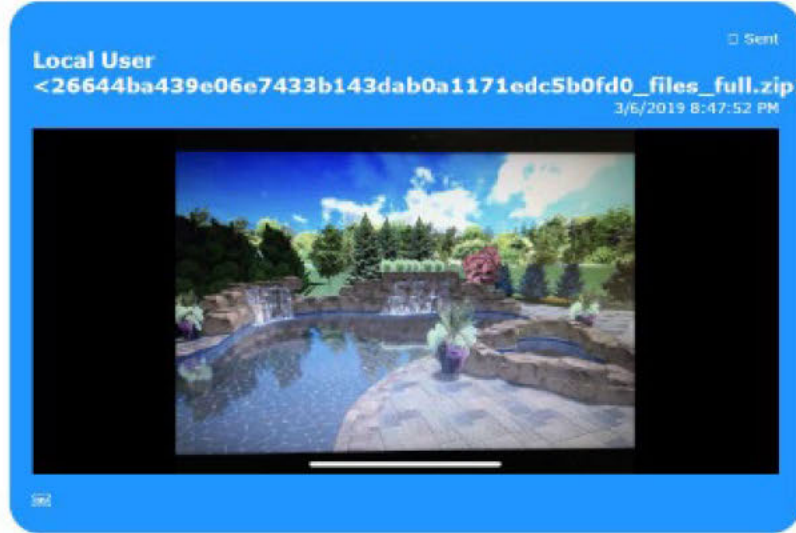 Sent
Local User
<26644ba439e06e7433b143dab0a1171edc5b0fd0_files_full.zip
3/6/2019 8:47:52 PM